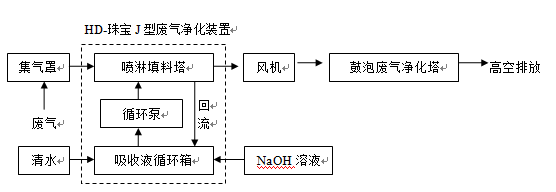 HD-珠宝 J 型废气净化装置
集气罩
喷淋填料塔
风机
鼓泡废气净化塔
高空排放
废气
循环泵
回
流
清水
吸收液循环箱
NaOH 溶液